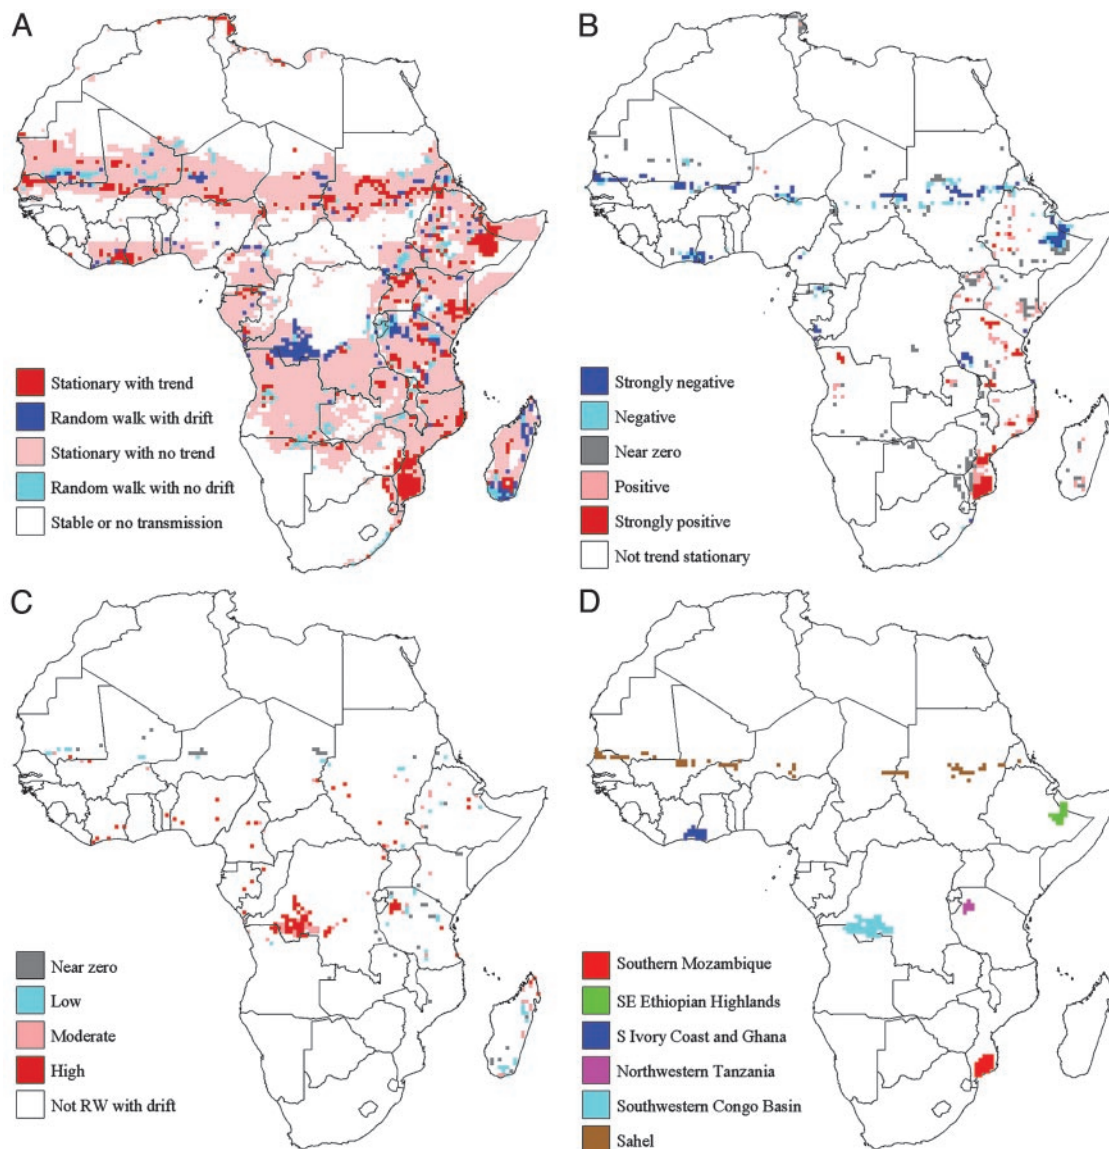 A
Stationary with trend
Random walk with drift
Stationary with no trend
Random walk with no drift
Stable or no transmission
B
Strongly negative
Negative
Near zero
Positive
Strongly positive
Not trend stationary
C
Near zero
Low
Moderate
High
Not RW with drift
D
Southern Mozambique
SE Ethiopian Highlands
S Ivory Coast and Ghana
Northwestern Tanzania
Southwestern Congo Basin
Sahel